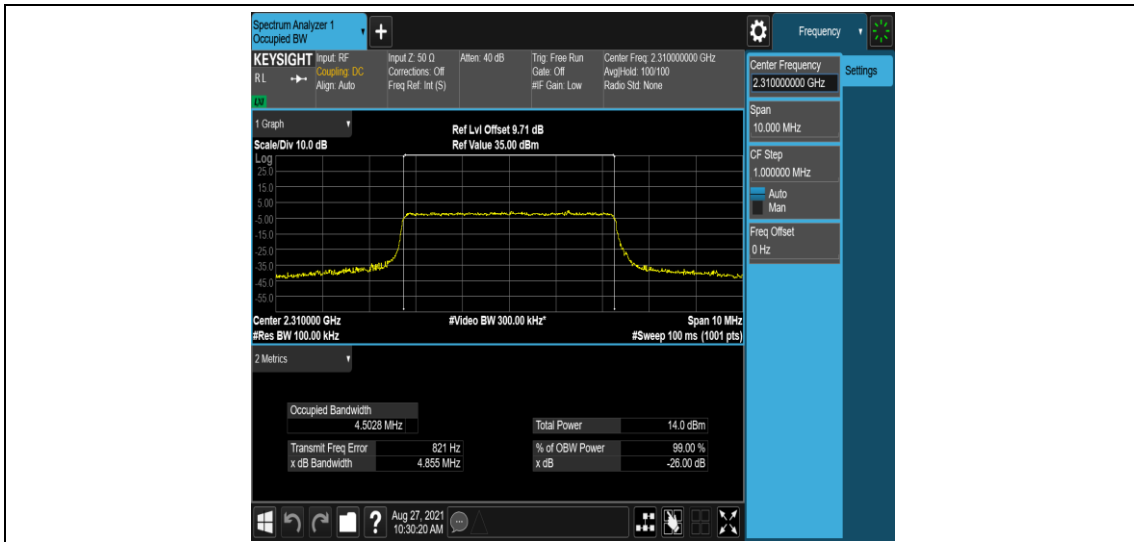 Spectrum Analyzer 1
Occupied BW
+
Frequency
KEYSIGHT Input: RF
RL Coupling: DC
Align: Auto
LXI
Input Z: 50 Ω
Corrections: Off
Freq Ref: Int (S)
Atten: 40 dB
Trig: Free Run
Gate: Off
#IF Gain: Low
Center Freq: 2.310000000 GHz
Avg|Hold: 100/100
Radio Std: None
Center Frequency
2.310000000 GHz
Settings
Span
10.000 MHz
CF Step
1.000000 MHz
Auto
Man
Freq Offset
0 Hz
1 Graph
Ref Lvl Offset 9.71 dB
Scale/Div 10.0 dB Ref Value 35.00 dBm
Log
25.0
15.0
5.00
-5.00
-15.0
-25.0
-35.0
-45.0
-55.0
Center 2.310000 GHz #Video BW 300.00 kHz* Span 10 MHz
#Res BW 100.00 kHz #Sweep 100 ms (1001 pts)
2 Metrics
Occupied Bandwidth
4.5028 MHz
Total Power 14.0 dBm
Transmit Freq Error 821 Hz % of OBW Power 99.00 %
x dB Bandwidth 4.855 MHz x dB -26.00 dB
?
Aug 27, 2021
10:30:20 AM